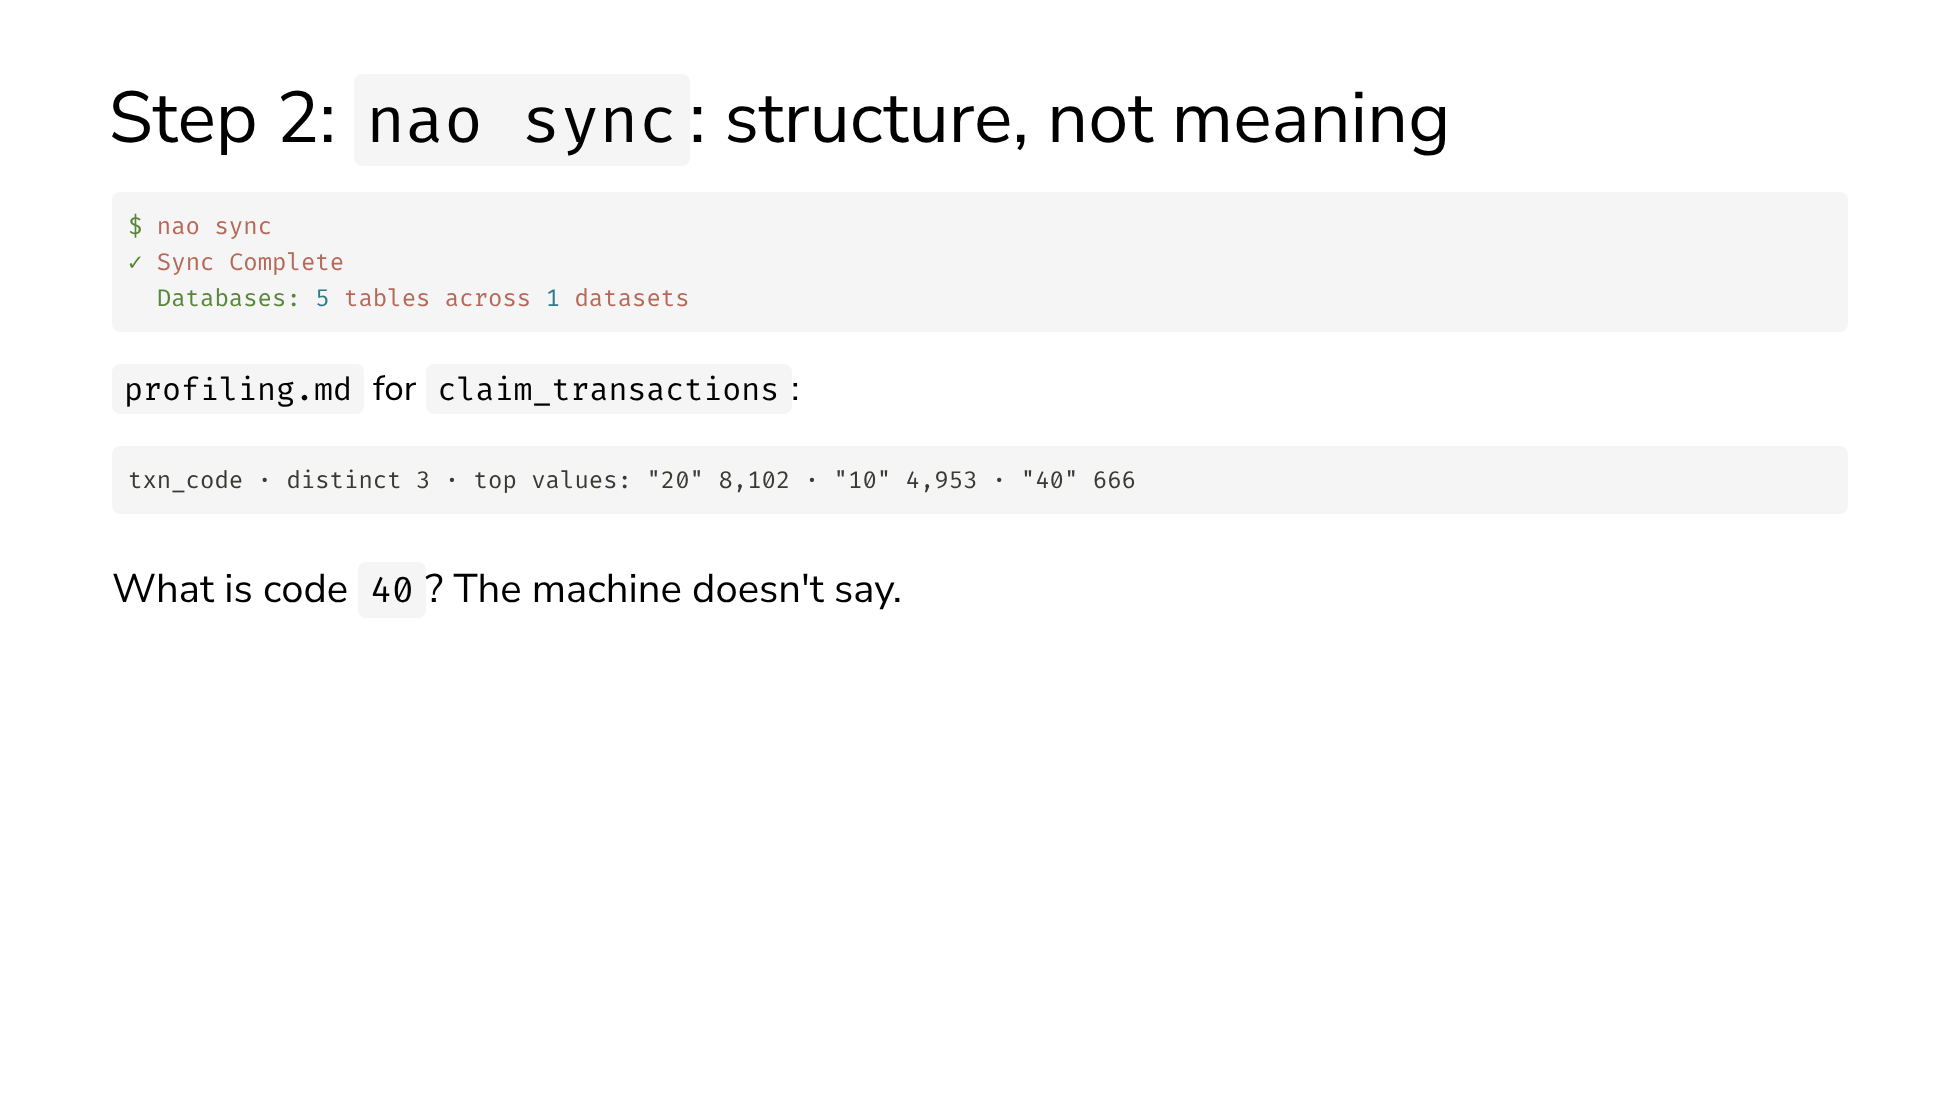 Step 2: nao sync: structure, not meaning
$ nao sync
✓ Sync Complete
Databases: 5 tables across 1 datasets
profiling.md for claim_transactions:
txn_code · distinct 3 · top values: "20" 8,102 · "10" 4,953 · "40" 666
What is code 40? The machine doesn't say.